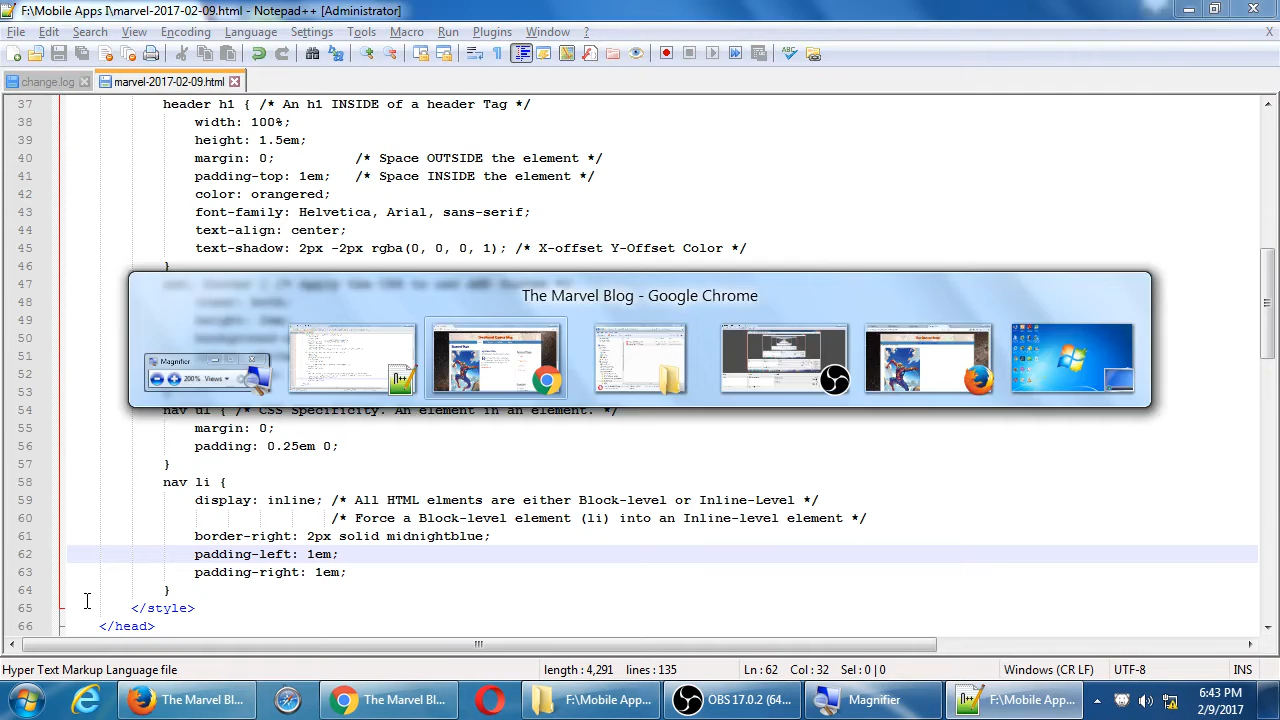 F:\Mobile Apps I\marvel-2017-02-09.html - Notepad++ [Administrator]
File Edit Search View Encoding Language Settings Tools Macro Run Plugins Window ? X
change.log marvel-2017-02-09.html
37 header h1 { /* An h1 INSIDE of a header Tag */
38 width: 100%;
39 height: 1.5em;
40 margin: 0; /* Space OUTSIDE the element */
41 padding-top: 1em; /* Space INSIDE the element */
42 color: orangered;
43 font-family: Helvetica, Arial, sans-serif;
44 text-align: center;
45 text-shadow: 2px -2px rgba(0, 0, 0, 1); /* X-offset Y-Offset Color */
46 }
47
48
49
50
51
52
53
The Marvel Blog - Google Chrome
Magnifier
200% Views
54 nav ul { /* CSS Specificity. An element in an element. */
55 margin: 0;
56 padding: 0.25em 0;
57 }
58 nav li {
59 display: inline; /* All HTML elments are either Block-level or Inline-Level */
60 /* Force a Block-level element (li) into an Inline-level element */
61 border-right: 2px solid midnightblue;
62 padding-left: 1em;
63 padding-right: 1em;
64 }
65 </style>
66 </head>
Hyper Text Markup Language file length : 4,291 lines : 135 Ln : 62 Col : 32 Sel : 0 | 0 Windows (CR LF) UTF-8 INS
The Marvel Bl... The Marvel Bl... F:\Mobile App... OBS 17.0.2 (64... Magnifier F:\Mobile App... 6:43 PM
2/9/2017